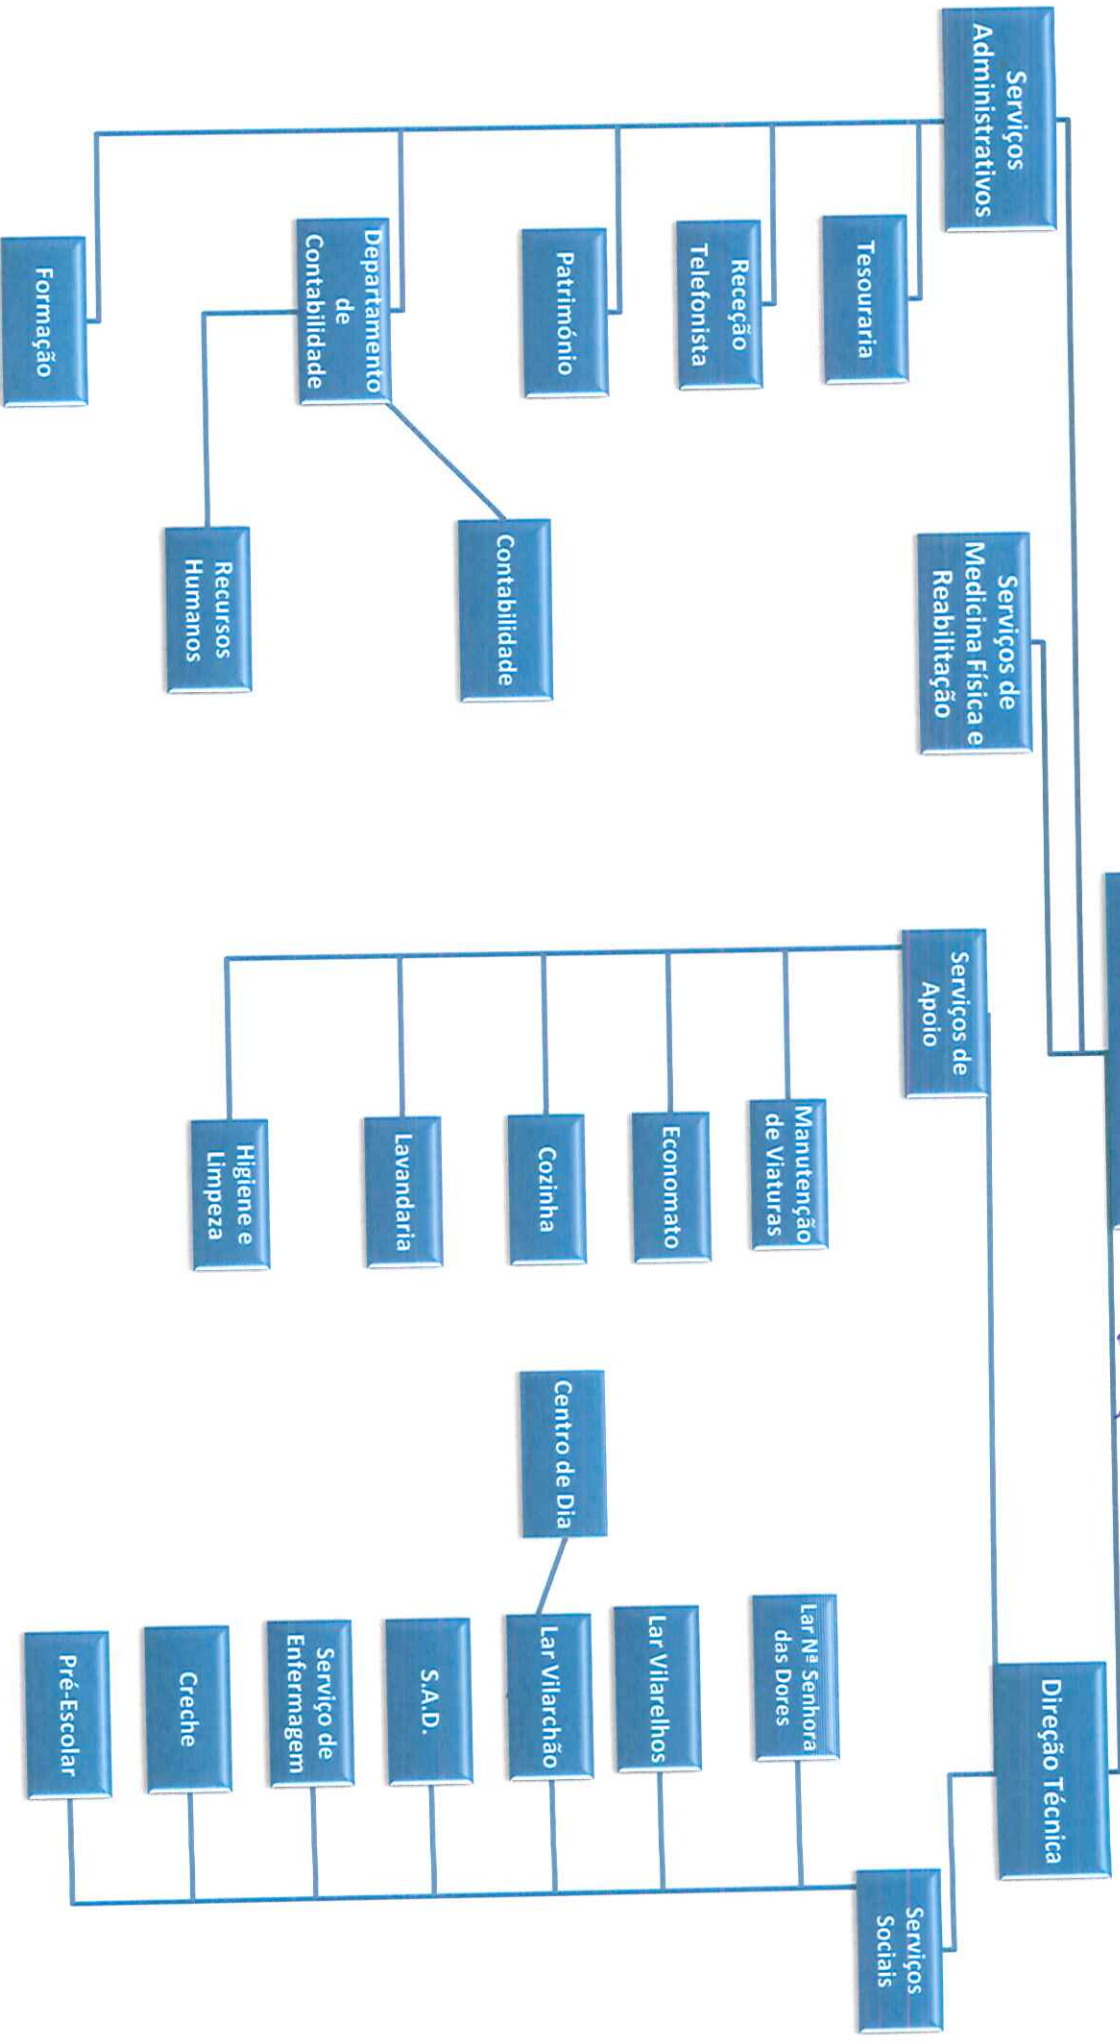 Serviços
Administrativos
Tesouraria
Receção
Telefonista
Património
Departamento
de
Contabilidade
Contabilidade
Recursos
Humanos
Formação
Serviços de
Medicina Física e
Reabilitação
Direção Técnica
Serviços de
Apoio
Manutenção
de Viaturas
Economato
Cozinha
Lavandaria
Higiene e
Limpeza
Serviços
Sociais
Lar Nª Senhora
das Dores
Lar Vilarelhos
Lar Vilarchão
Centro de Dia
S.A.D.
Serviço de
Enfermagem
Creche
Pré-Escolar